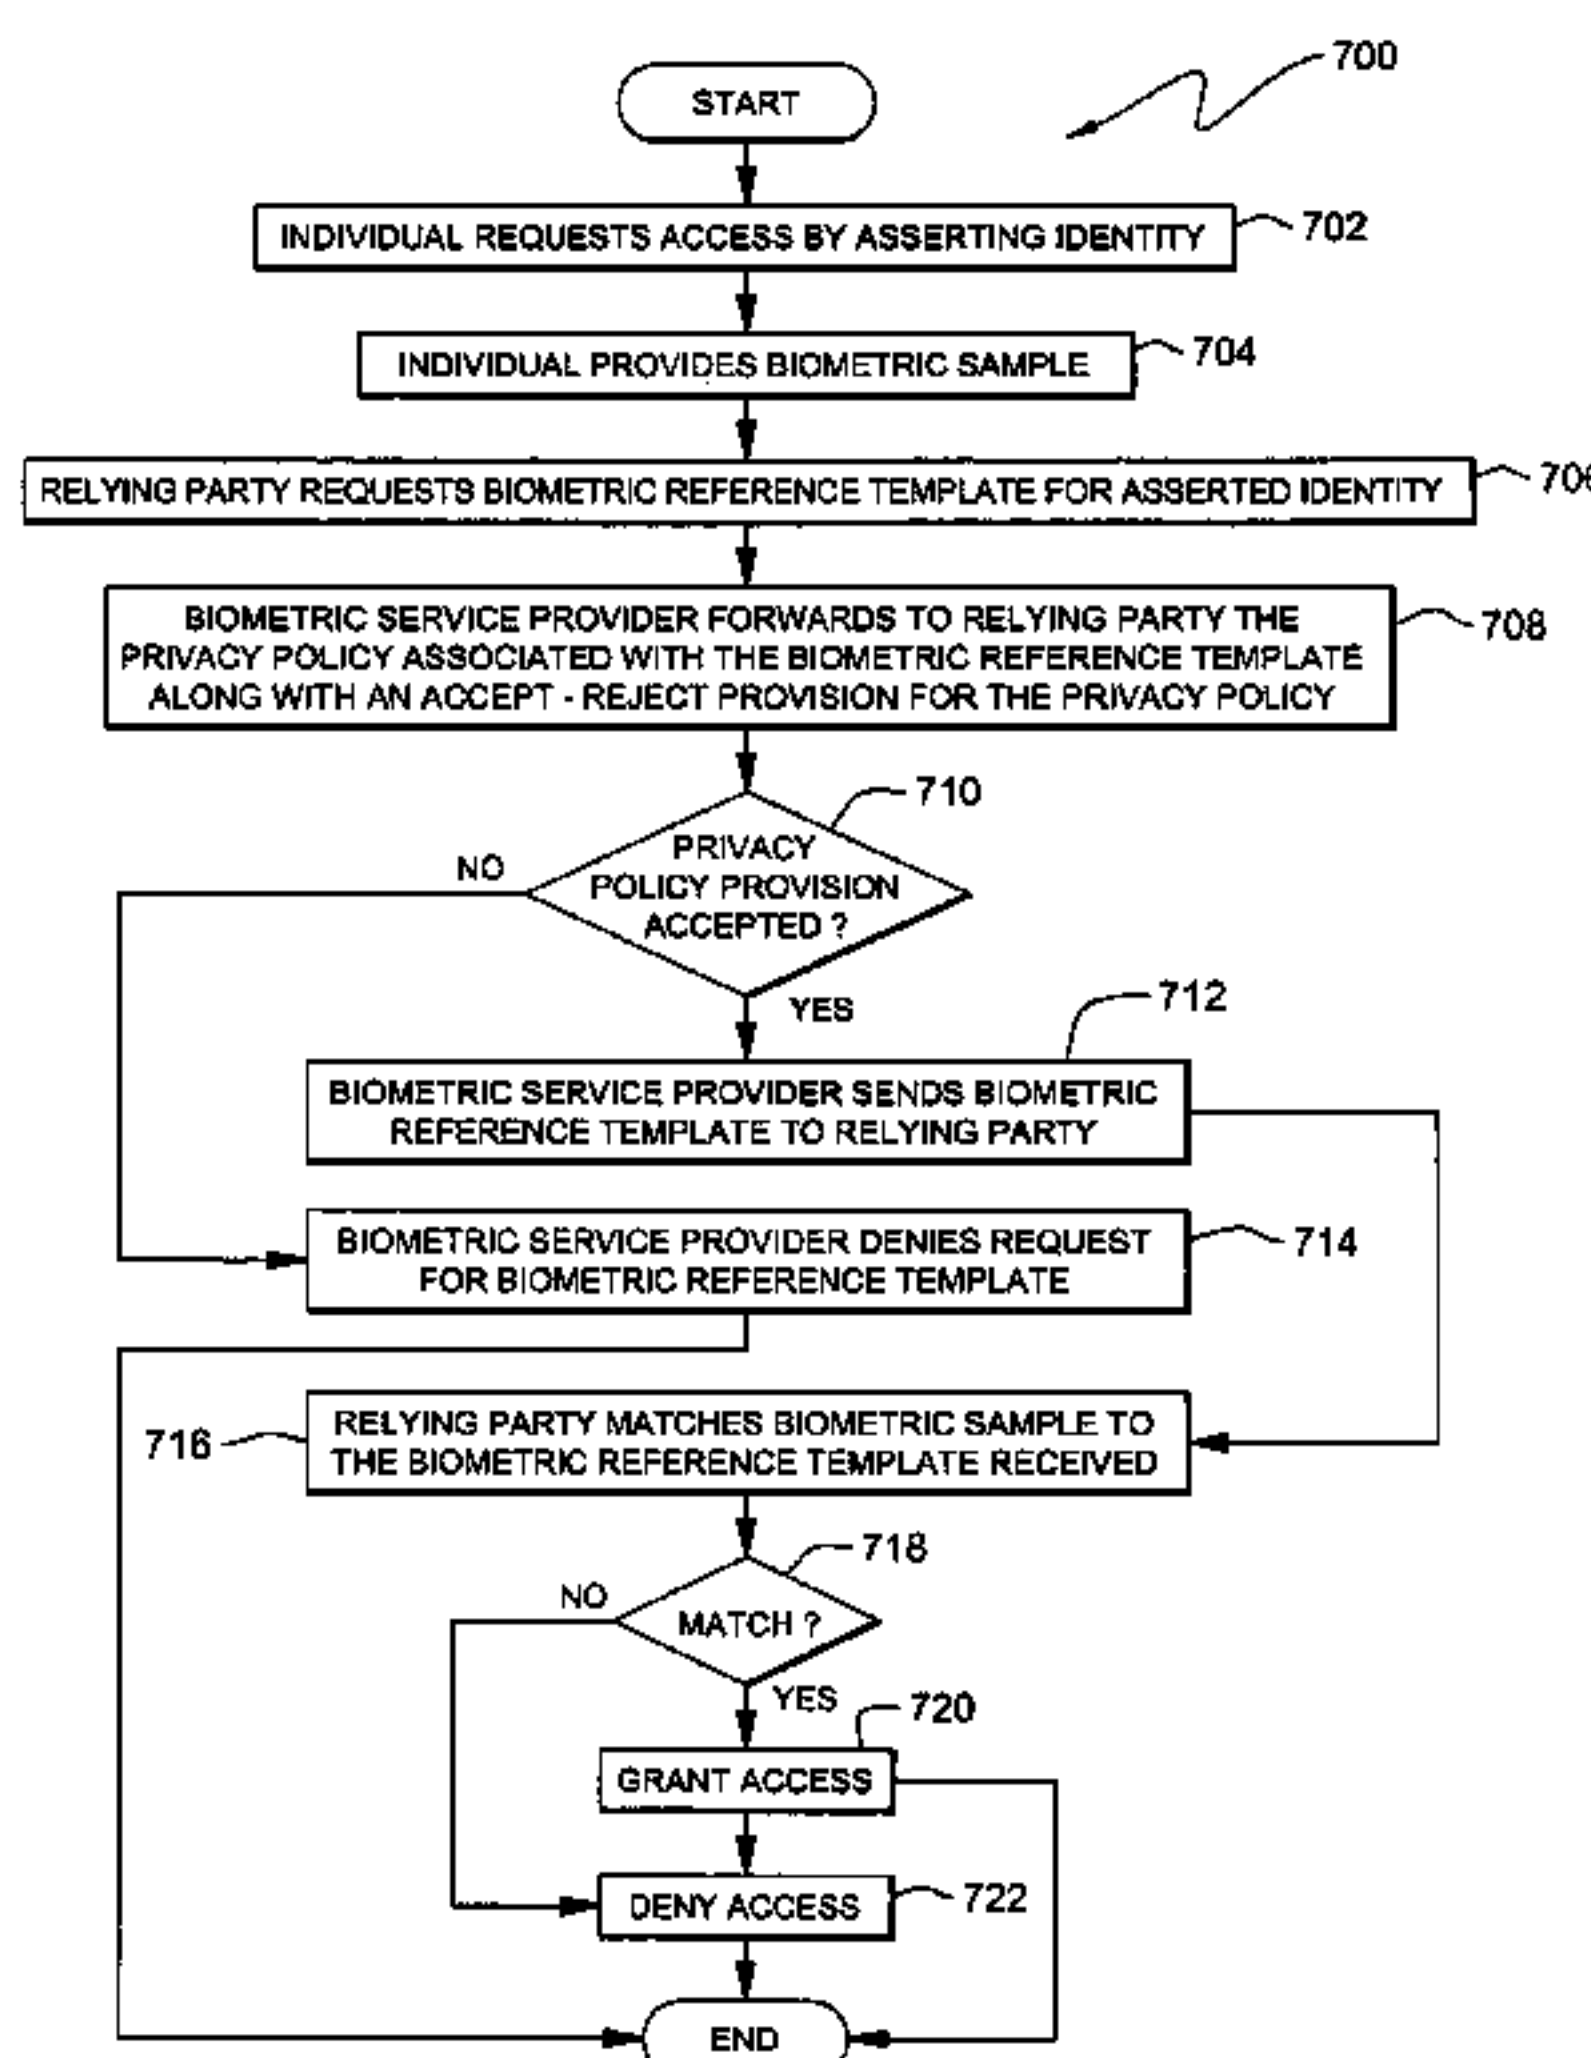 700
START
INDIVIDUAL REQUESTS ACCESS BY ASSERTING IDENTITY
702
INDIVIDUAL PROVIDES BIOMETRIC SAMPLE
704
RELYING PARTY REQUESTS BIOMETRIC REFERENCE TEMPLATE FOR ASSERTED IDENTITY
706
BIOMETRIC SERVICE PROVIDER FORWARDS TO RELYING PARTY THE
PRIVACY POLICY ASSOCIATED WITH THE BIOMETRIC REFERENCE TEMPLATE
ALONG WITH AN ACCEPT - REJECT PROVISION FOR THE PRIVACY POLICY
708
710
PRIVACY
POLICY PROVISION
ACCEPTED ?
NO
YES
712
BIOMETRIC SERVICE PROVIDER SENDS BIOMETRIC
REFERENCE TEMPLATE TO RELYING PARTY
BIOMETRIC SERVICE PROVIDER DENIES REQUEST
FOR BIOMETRIC REFERENCE TEMPLATE
714
716
RELYING PARTY MATCHES BIOMETRIC SAMPLE TO
THE BIOMETRIC REFERENCE TEMPLATE RECEIVED
718
NO
MATCH ?
YES
720
GRANT ACCESS
DENY ACCESS
722
END